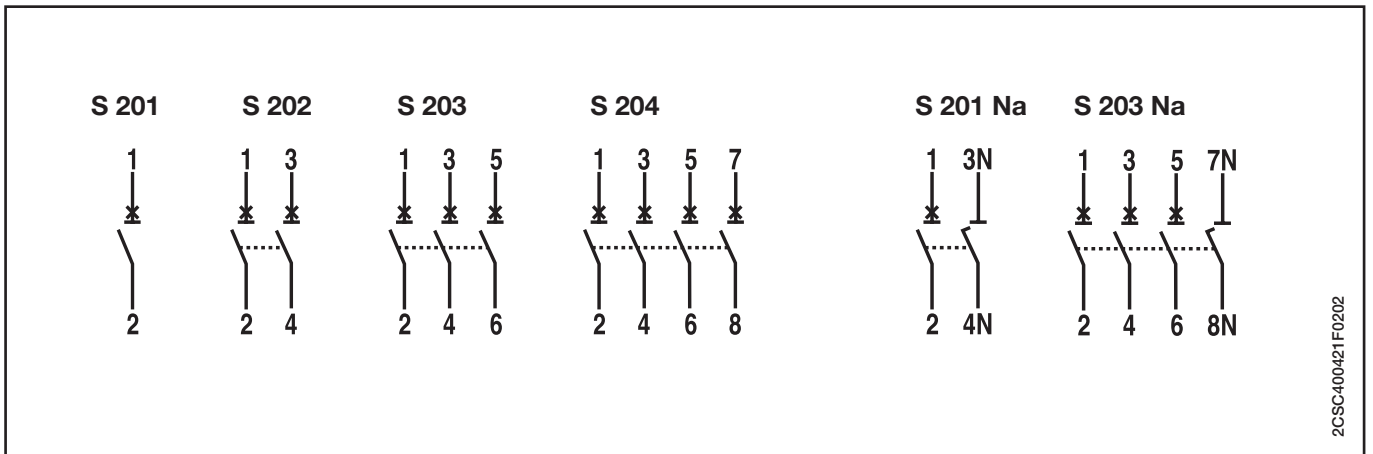 S 201 S 202 S 203 S 204 S 201 Na S 203 Na
1 1 3 1 3 5 1 3 5 7 1 3N 1 3 5 7N
2 2 4 2 4 6 2 4 6 8 2 4N 2 4 6 8N
2CSC400421F0202